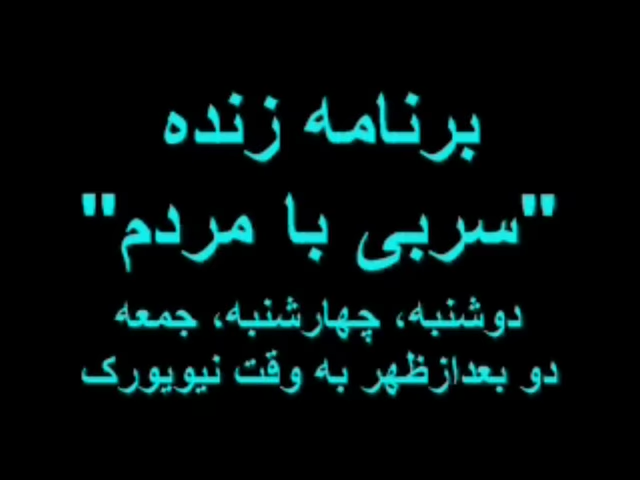 برنامه زنده
"سربی با مردم"
دوشنبه، چهارشنبه، جمعه
دو بعدازظهر به وقت نیویورک